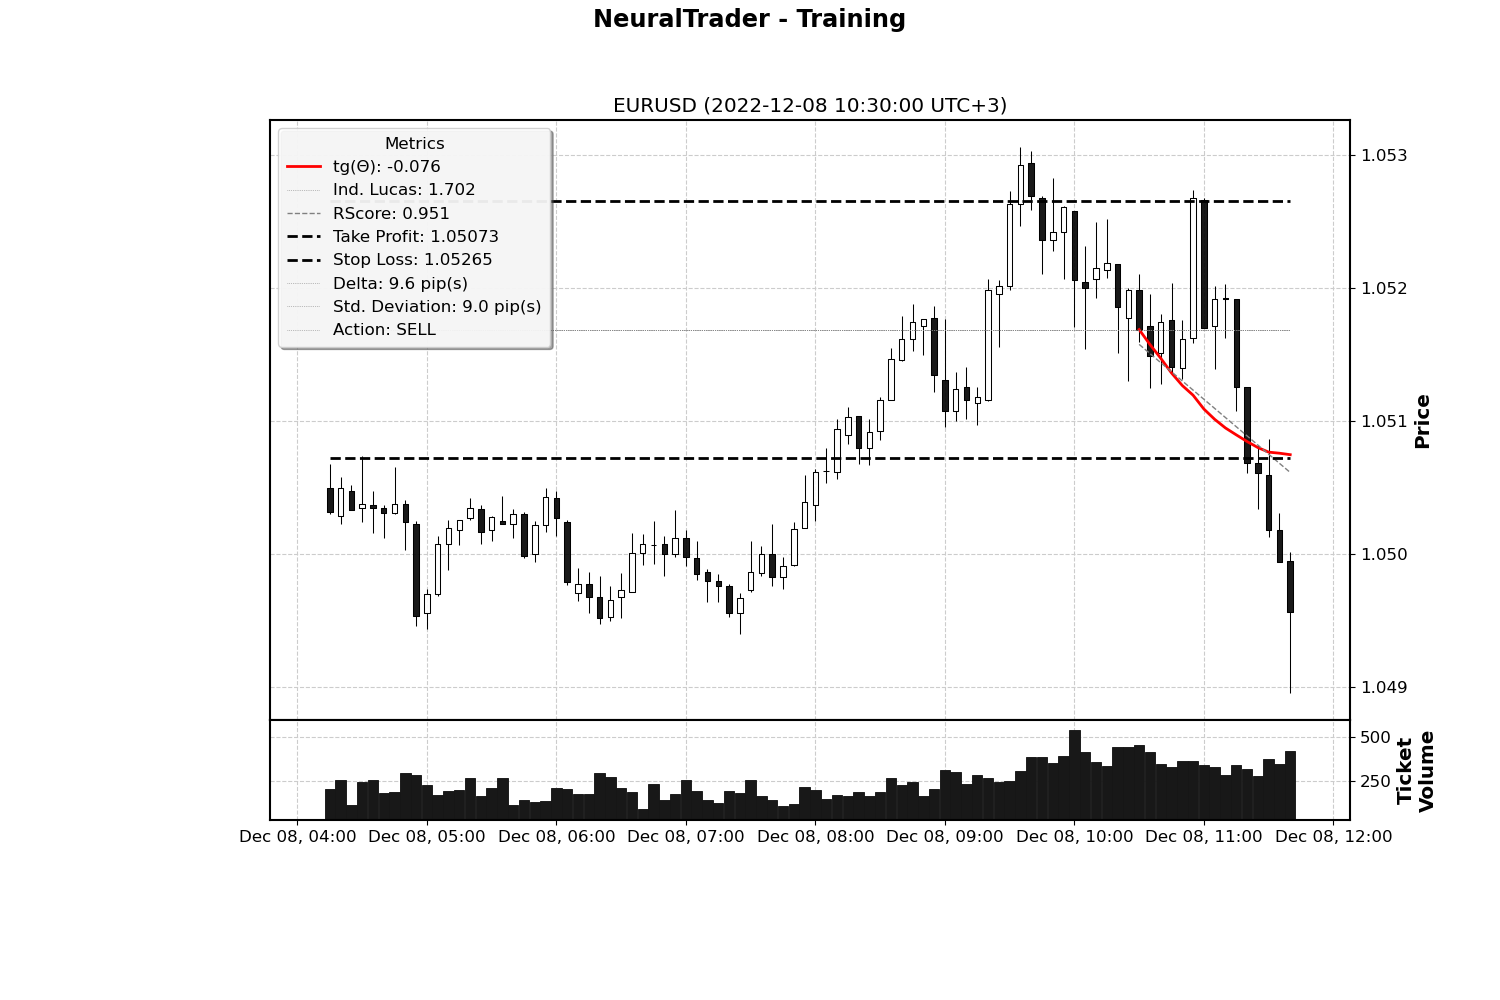 NeuralTrader - Training
EURUSD (2022-12-08 10:30:00 UTC+3)
Metrics
tg(Θ): -0.076
Ind. Lucas: 1.702
RScore: 0.951
Take Profit: 1.05073
Stop Loss: 1.05265
Delta: 9.6 pip(s)
Std. Deviation: 9.0 pip(s)
Action: SELL
1.053
1.052
1.051
1.050
1.049
Price
500
250
Ticket
Volume
Dec 08, 04:00 Dec 08, 05:00 Dec 08, 06:00 Dec 08, 07:00 Dec 08, 08:00 Dec 08, 09:00 Dec 08, 10:00 Dec 08, 11:00 Dec 08, 12:00